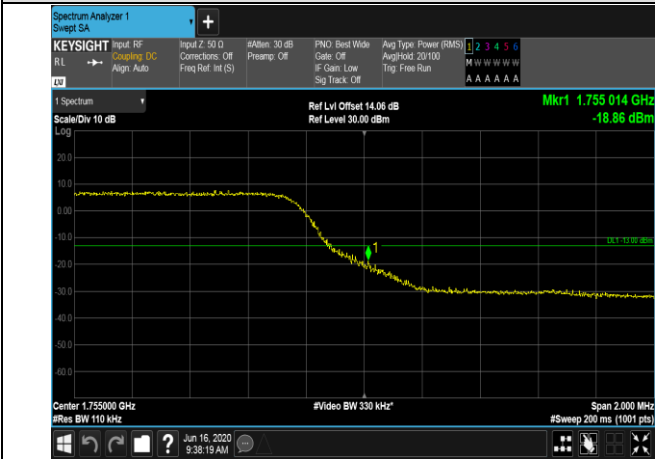 Spectrum Analyzer 1
Swept SA
+
KEYSIGHT
RL
LXI
Input: RF
Coupling: DC
Align: Auto
Input Z: 50 Ω
Corrections: Off
Freq Ref: Int (S)
#Atten: 30 dB
Preamp: Off
PNO: Best Wide
Gate: Off
IF Gain: Low
Sig Track: Off
Avg Type: Power (RMS)
Avg|Hold: 20/100
Trig: Free Run
1 2 3 4 5 6
M W W W W W
A A A A A A
1 Spectrum
Scale/Div 10 dB
Log
Ref Lvl Offset 14.06 dB
Ref Level 30.00 dBm
Mkr1 1.755 014 GHz
-18.86 dBm
20.0
10.0
0.00
-10.0
-20.0
-30.0
-40.0
-50.0
-60.0
1
DL1 -13.00 dBm
Center 1.755000 GHz
#Res BW 110 kHz
#Video BW 330 kHz*
Span 2.000 MHz
#Sweep 200 ms (1001 pts)
?
Jun 16, 2020
9:38:19 AM